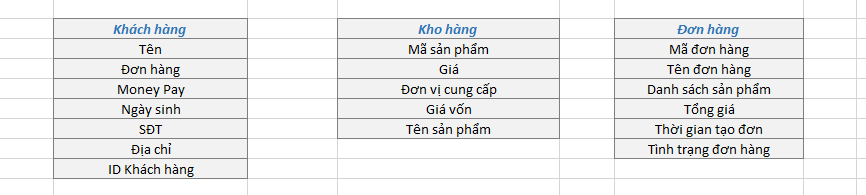 Khách hàng
Tên
Đơn hàng
Money Pay
Ngày sinh
SĐT
Địa chỉ
ID Khách hàng
Kho hàng
Mã sản phẩm
Giá
Đơn vị cung cấp
Giá vốn
Tên sản phẩm
Đơn hàng
Mã đơn hàng
Tên đơn hàng
Danh sách sản phẩm
Tổng giá
Thời gian tạo đơn
Tình trạng đơn hàng